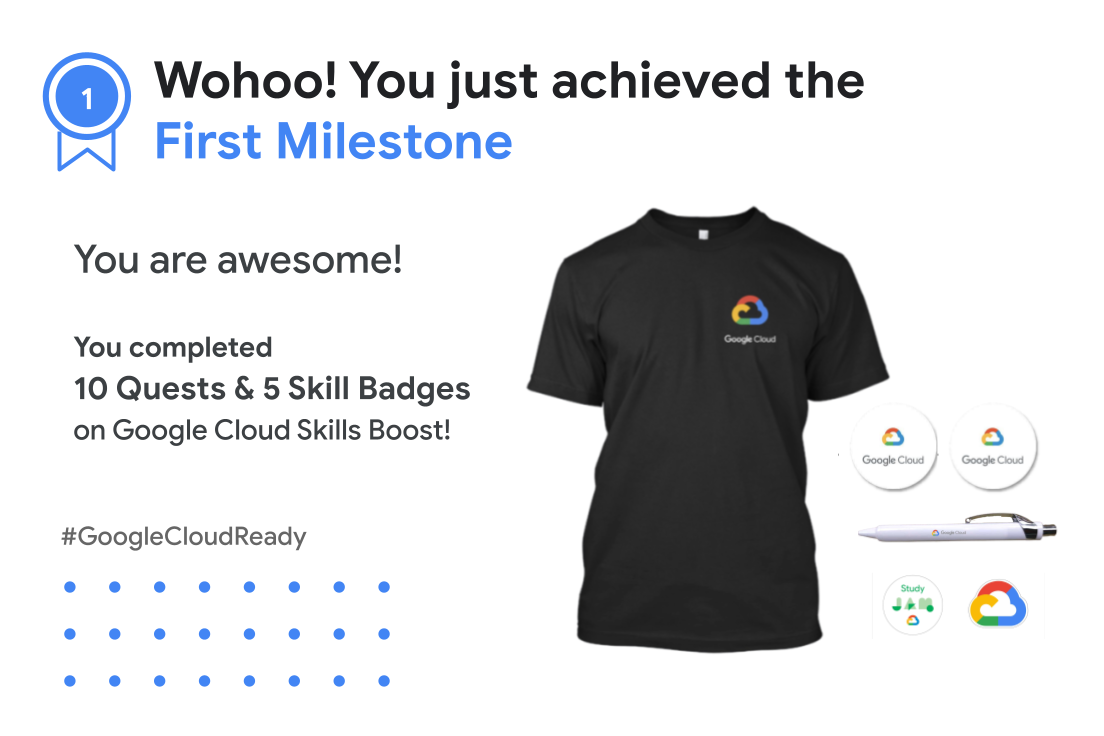 1
Wohoo! You just achieved the
First Milestone
You are awesome!
You completed
10 Quests & 5 Skill Badges
on Google Cloud Skills Boost!
#GoogleCloudReady
Google Cloud
Google Cloud
Google Cloud
Google Cloud
Study
JAM